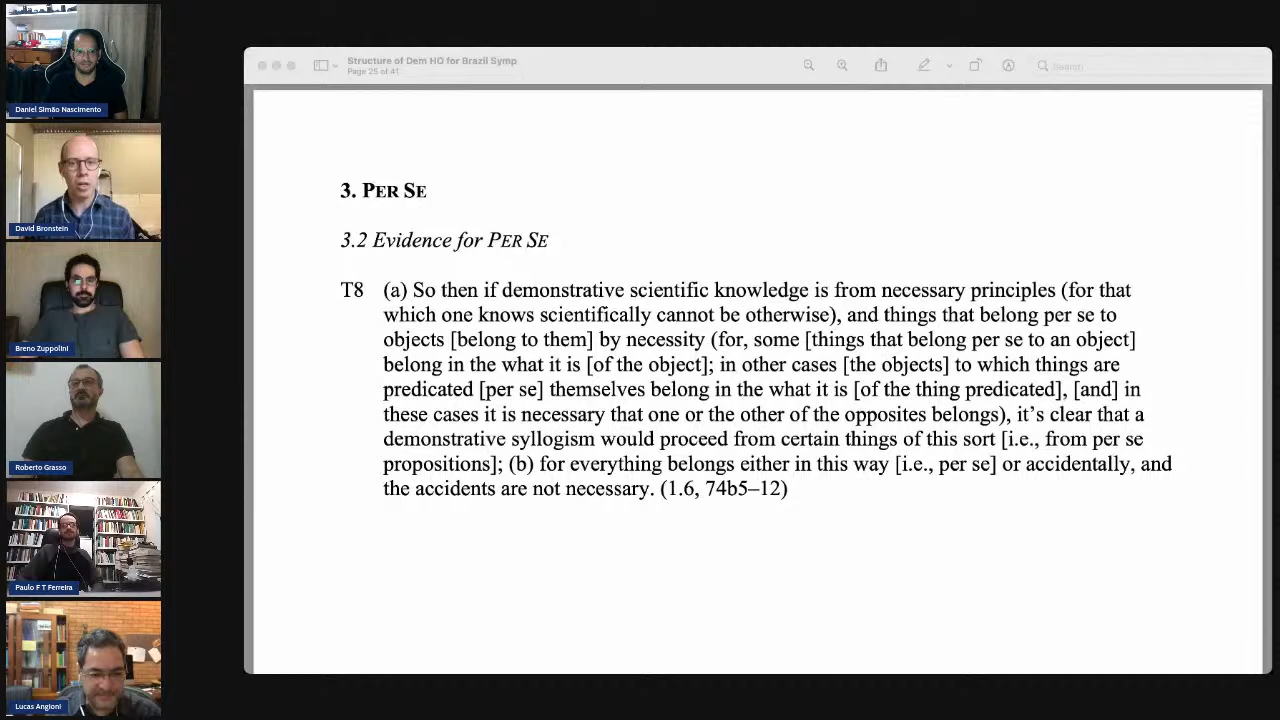 Daniel Simão Nascimento
David Bronstein
Breno Zuppolini
Roberto Grasso
Paulo F T Ferreira
Lucas Angioni
Structure of Dem HO for Brazil Symp
Page 25 of 41
Search
3. PER SE
3.2 Evidence for PER SE
T8 (a) So then if demonstrative scientific knowledge is from necessary principles (for that
which one knows scientifically cannot be otherwise), and things that belong per se to
objects [belong to them] by necessity (for, some [things that belong per se to an object]
belong in the what it is [of the object]; in other cases [the objects] to which things are
predicated [per se] themselves belong in the what it is [of the thing predicated], [and] in
these cases it is necessary that one or the other of the opposites belongs), it’s clear that a
demonstrative syllogism would proceed from certain things of this sort [i.e., from per se
propositions]; (b) for everything belongs either in this way [i.e., per se] or accidentally, and
the accidents are not necessary. (1.6, 74b5–12)